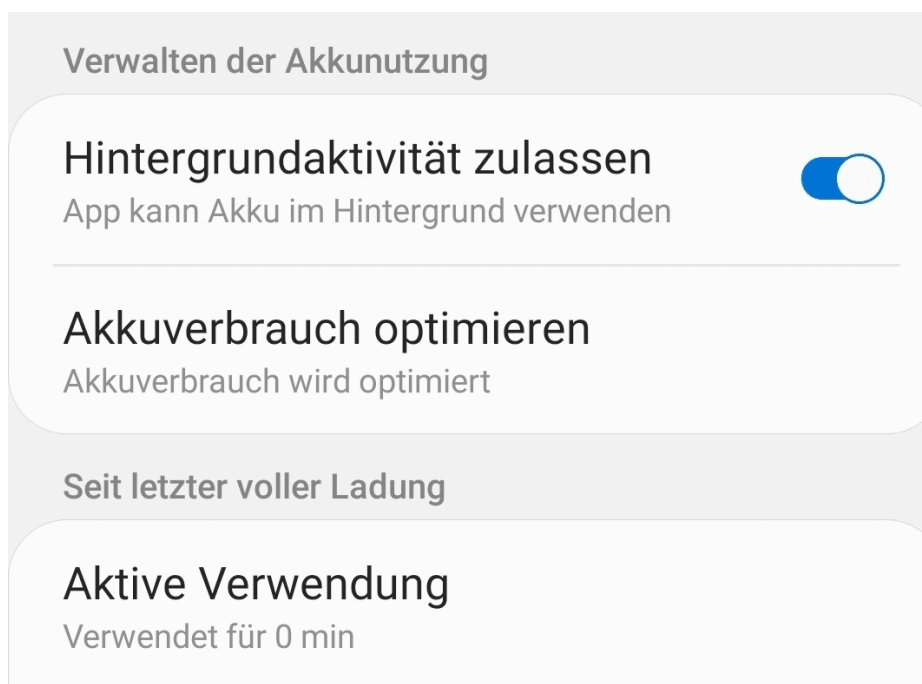 Verwalten der Akkunutzung
Hintergrundaktivität zulassen
App kann Akku im Hintergrund verwenden
Akkuverbrauch optimieren
Akkuverbrauch wird optimiert
Seit letzter voller Ladung
Aktive Verwendung
Verwendet für 0 min